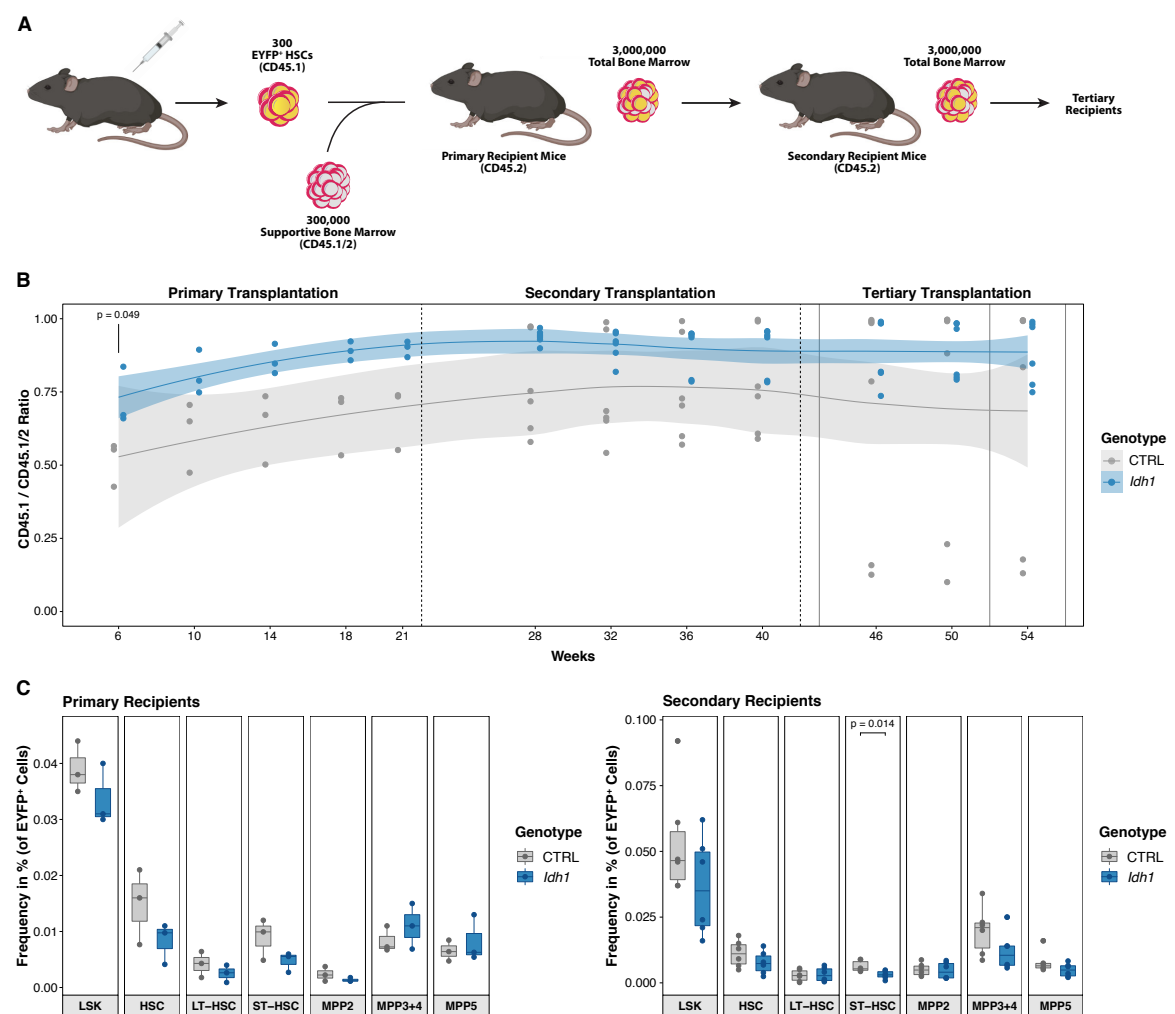 A
300
EYFP⁺ HSCs
(CD45.1)
300,000
Supportive Bone Marrow
(CD45.1/2)
Primary Recipient Mice
(CD45.2)
3,000,000
Total Bone Marrow
Secondary Recipient Mice
(CD45.2)
3,000,000
Total Bone Marrow
Tertiary
Recipients
B
Primary Transplantation
Secondary Transplantation
Tertiary Transplantation
p = 0.049
CD45.1 / CD45.1/2 Ratio
1.00
0.75
0.50
0.25
0.00
6
10
14
18
21
28
32
36
40
46
50
54
Weeks
Genotype
CTRL
Idh1
C
Primary Recipients
Frequency in % (of EYFP⁺ Cells)
0.04
0.03
0.02
0.01
0.00
LSK
HSC
LT−HSC
ST−HSC
MPP2
MPP3+4
MPP5
Genotype
CTRL
Idh1
Secondary Recipients
Frequency in % (of EYFP⁺ Cells)
0.100
0.075
0.050
0.025
0.000
p = 0.014
LSK
HSC
LT−HSC
ST−HSC
MPP2
MPP3+4
MPP5
Genotype
CTRL
Idh1